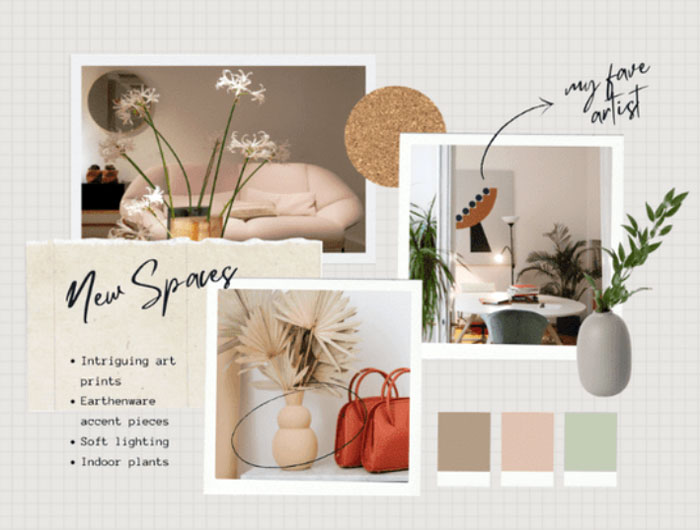 my fave
artist
New Spaces
• Intriguing art
prints
• Earthenware
accent pieces
• Soft lighting
• Indoor plants